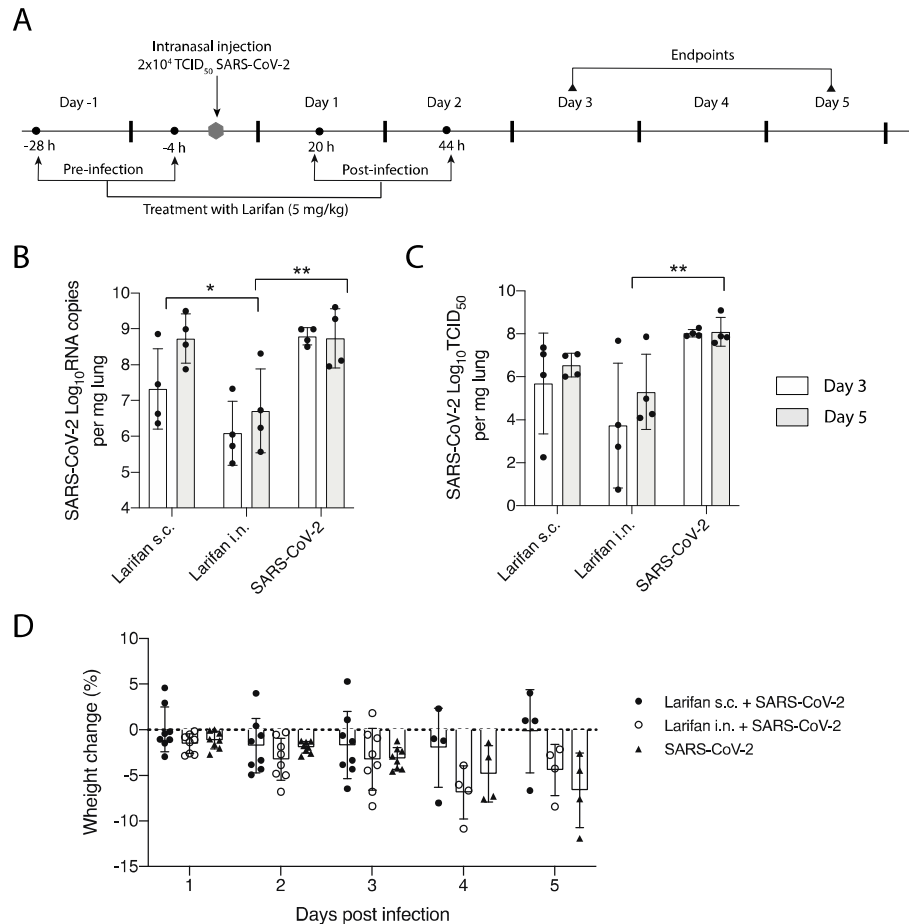 A
Intranasal injection
2x10⁴ TCID₅₀ SARS-CoV-2
Endpoints
Day -1
Day 1
Day 2
Day 3
Day 4
Day 5
-28 h
-4 h
20 h
44 h
Pre-infection
Post-infection
Treatment with Larifan (5 mg/kg)
B
SARS-CoV-2 Log₁₀RNA copies
per mg lung
10
9
8
7
6
5
4
*
**
Larifan s.c.
Larifan i.n.
SARS-CoV-2
C
SARS-CoV-2 Log₁₀TCID₅₀
per mg lung
10
8
6
4
2
0
**
Larifan s.c.
Larifan i.n.
SARS-CoV-2
Day 3
Day 5
D
Wheight change (%)
10
5
0
-5
-10
-15
1
2
3
4
5
Days post infection
Larifan s.c. + SARS-CoV-2
Larifan i.n. + SARS-CoV-2
SARS-CoV-2